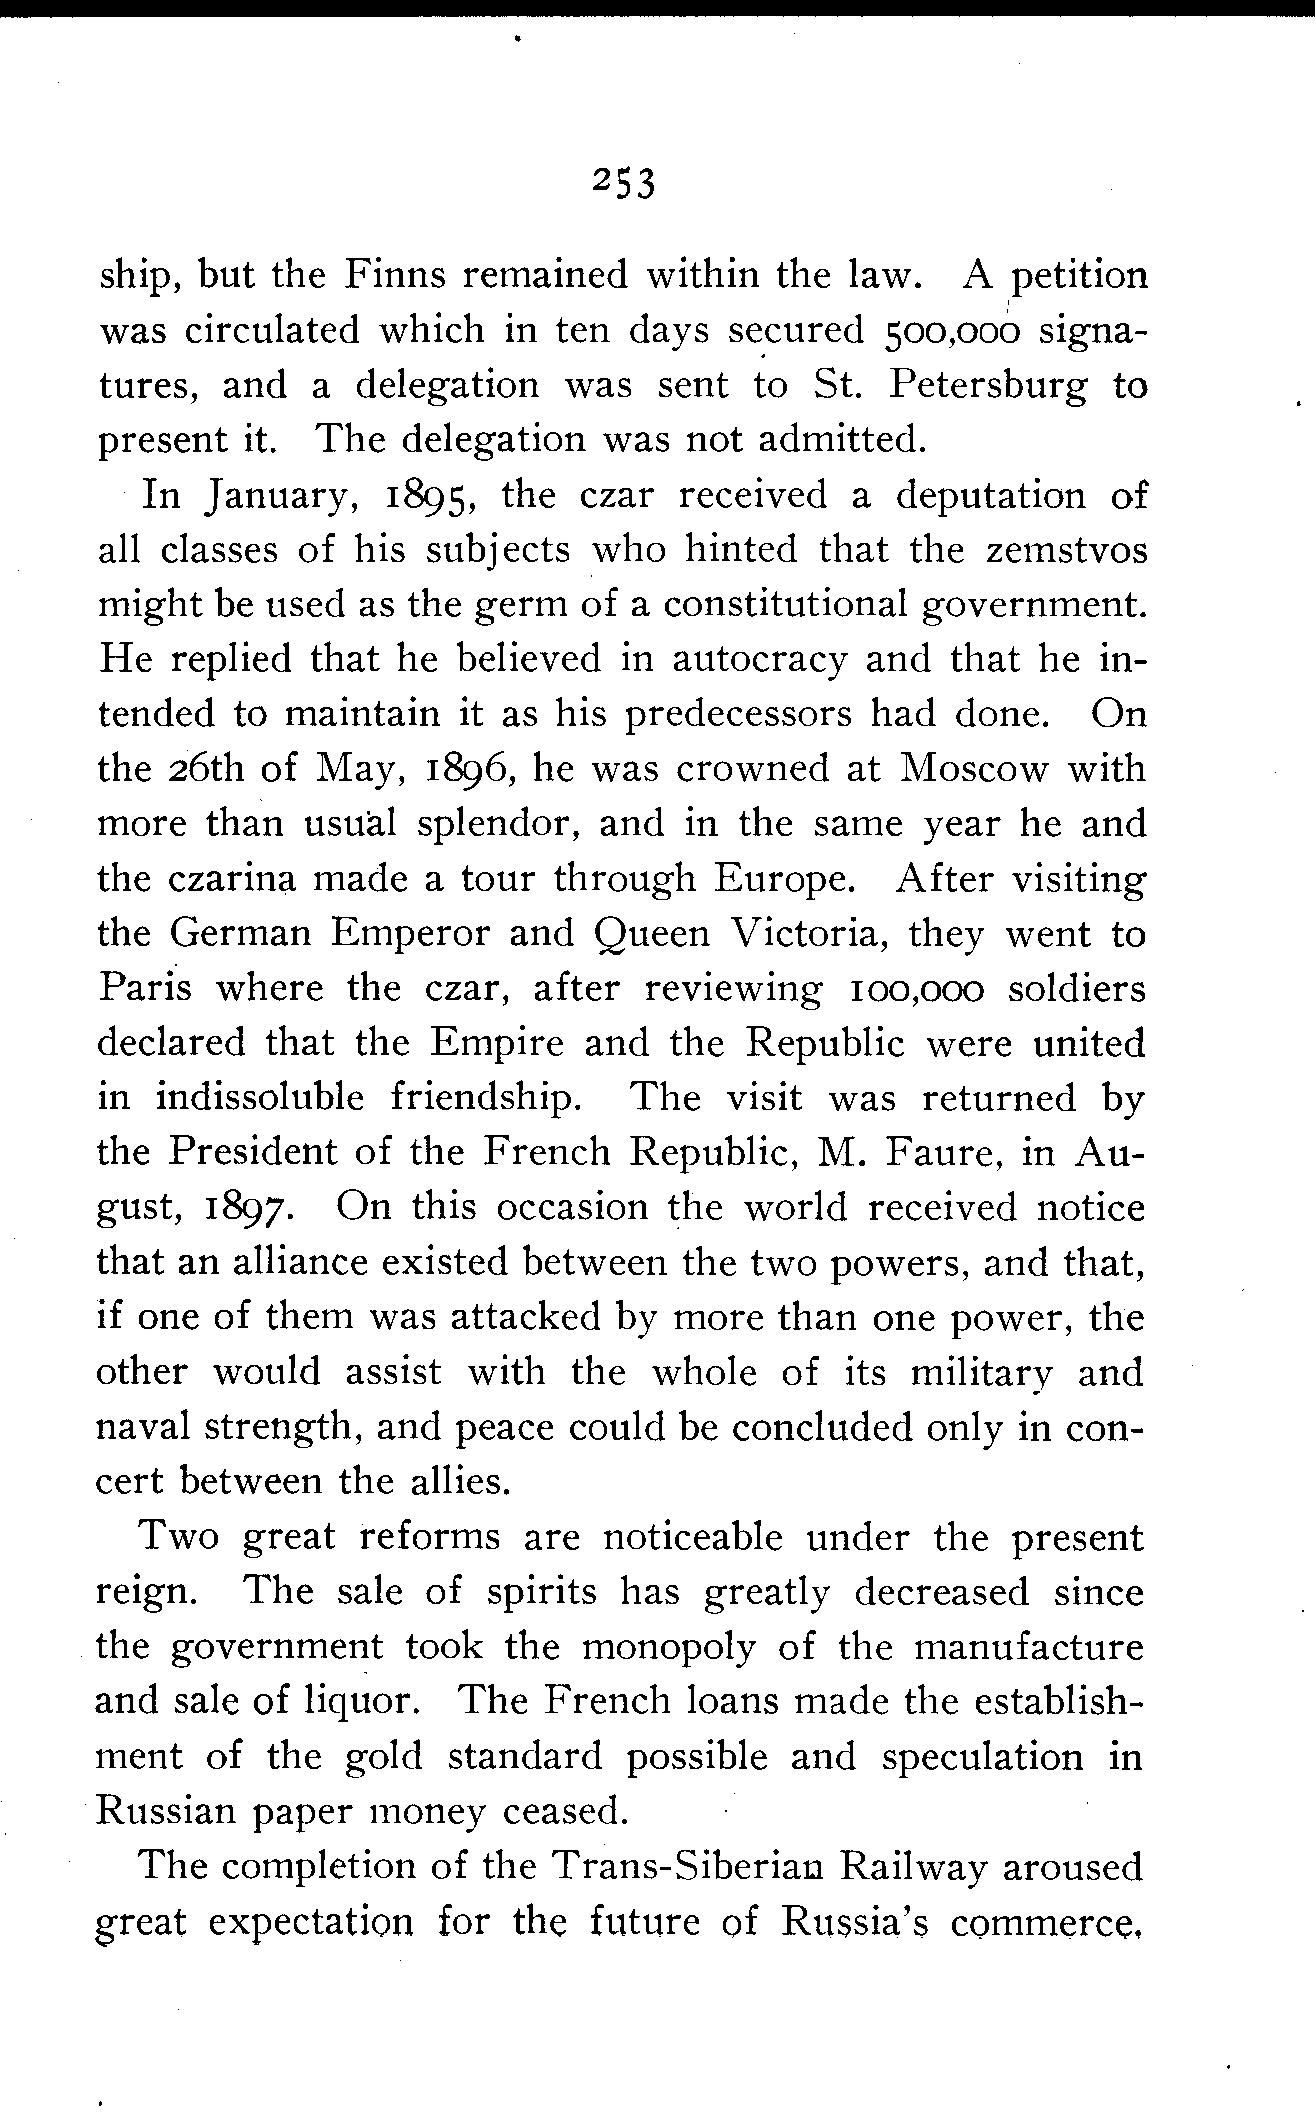 253
ship, but the Finns remained within the law. A petition
was circulated which in ten days secured 500,000 signa-
tures, and a delegation was sent to St. Petersburg to
present it. The delegation was not admitted.
In January, 1895, the czar received a deputation of
all classes of his subjects who hinted that the zemstvos
might be used as the germ of a constitutional government.
He replied that he believed in autocracy and that he in-
tended to maintain it as his predecessors had done. On
the 26th of May, 1896, he was crowned at Moscow with
more than usual splendor, and in the same year he and
the czarina made a tour through Europe. After visiting
the German Emperor and Queen Victoria, they went to
Paris where the czar, after reviewing 100,000 soldiers
declared that the Empire and the Republic were united
in indissoluble friendship. The visit was returned by
the President of the French Republic, M. Faure, in Au-
gust, 1897. On this occasion the world received notice
that an alliance existed between the two powers, and that,
if one of them was attacked by more than one power, the
other would assist with the whole of its military and
naval strength, and peace could be concluded only in con-
cert between the allies.
Two great reforms are noticeable under the present
reign. The sale of spirits has greatly decreased since
the government took the monopoly of the manufacture
and sale of liquor. The French loans made the establish-
ment of the gold standard possible and speculation in
Russian paper money ceased.
The completion of the Trans-Siberian Railway aroused
great expectation for the future of Russia's commerce,